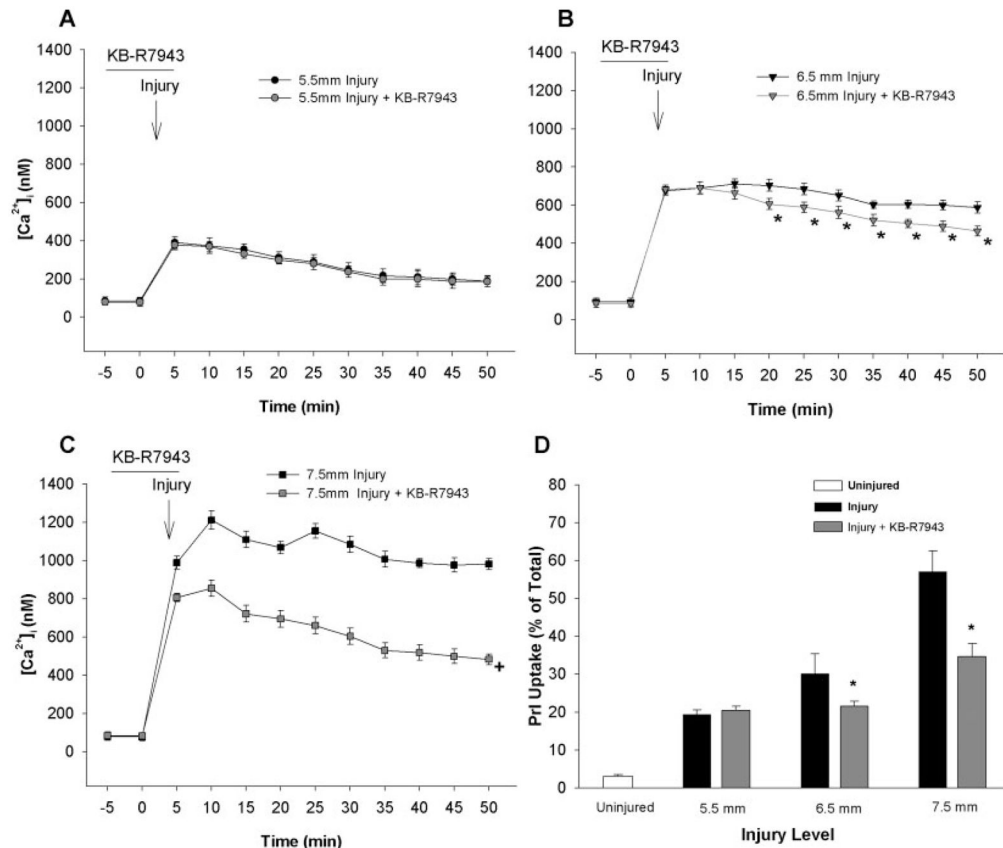 A
KB-R7943
Injury
5.5mm Injury
5.5mm Injury + KB-R7943
[Ca²⁺]ᵢ (nM)
1400
1200
1000
800
600
400
200
0
-5 0 5 10 15 20 25 30 35 40 45 50
Time (min)
B
KB-R7943
Injury
6.5 mm Injury
6.5mm Injury + KB-R7943
1400
1200
1000
800
600
400
200
0
* * * * * * *
-5 0 5 10 15 20 25 30 35 40 45 50
Time (min)
C
KB-R7943
Injury
7.5mm Injury
7.5mm Injury + KB-R7943
[Ca²⁺]ᵢ (nM)
1400
1200
1000
800
600
400
200
0
+
-5 0 5 10 15 20 25 30 35 40 45 50
Time (min)
D
Uninjured
Injury
Injury + KB-R7943
PrI Uptake (% of Total)
80
70
60
50
40
30
20
10
0
* *
Uninjured 5.5 mm 6.5 mm 7.5 mm
Injury Level